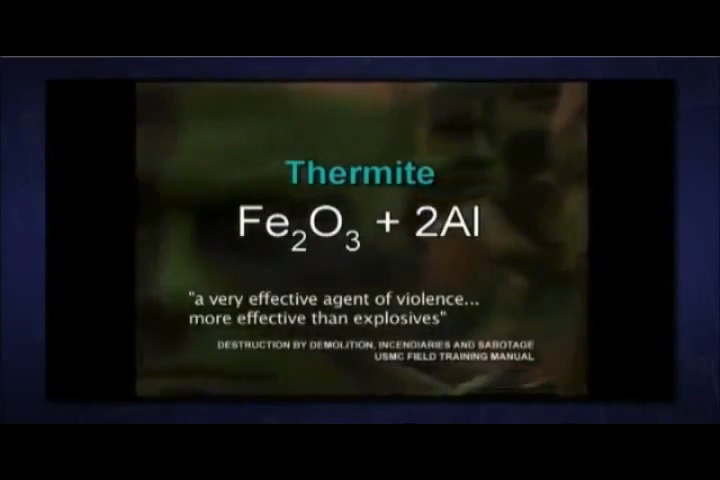 Thermite
Fe₂O₃ + 2Al
"a very effective agent of violence...
more effective than explosives"
DESTRUCTION BY DEMOLITION, INCENDIARIES AND SABOTAGE
USMC FIELD TRAINING MANUAL